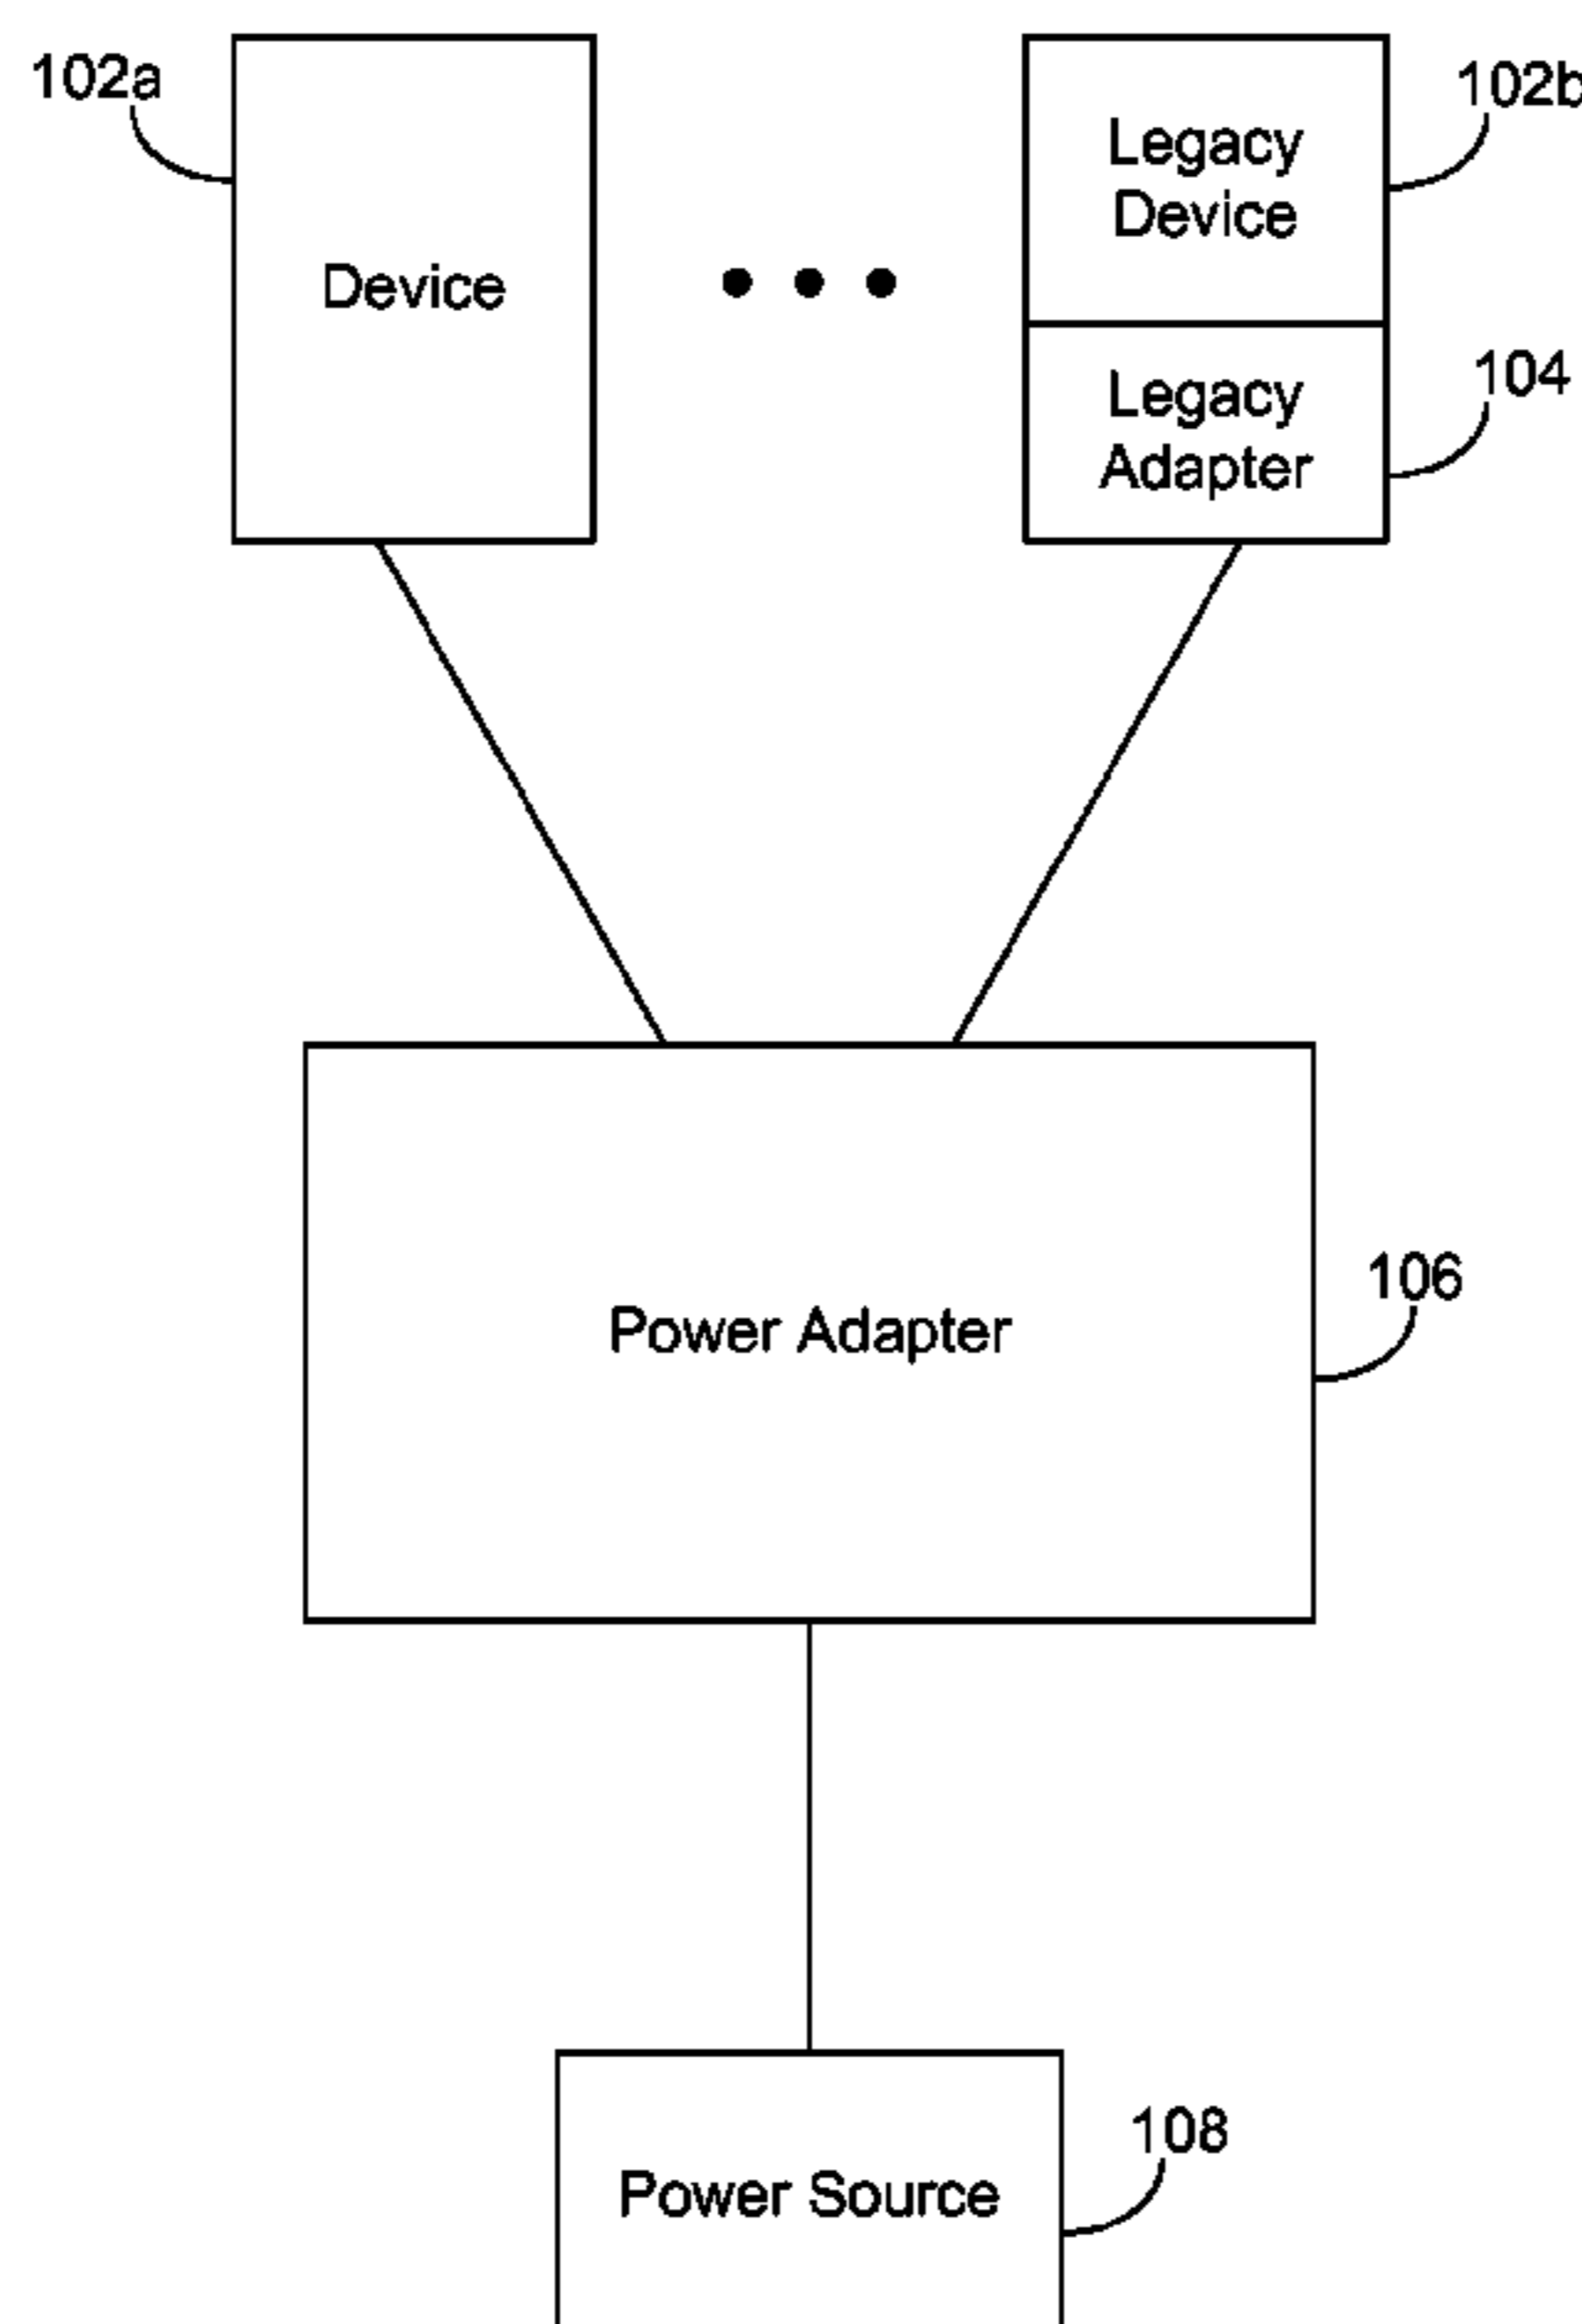 102a
102b
Legacy
Device
Device
Legacy
Adapter
104
106
Power Adapter
108
Power Source